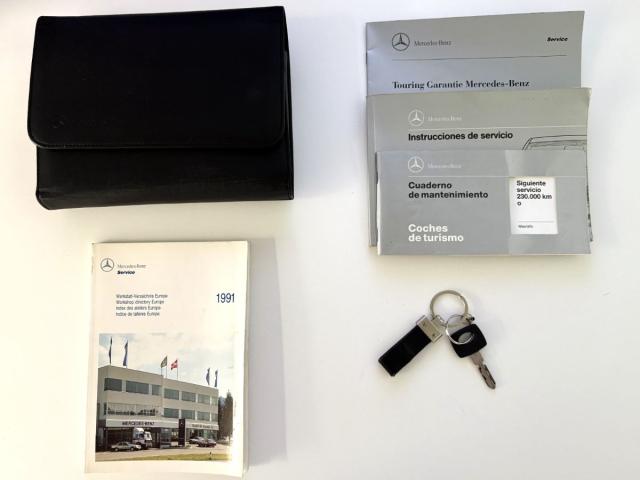 Mercedes-Benz
Service
Touring Garantie Mercedes-Benz
Mercedes-Benz
Instrucciones de servicio
Mercedes-Benz
Cuaderno
de mantenimiento
Siguiente
servicio
230.000 km
o
Coches
de turismo
Mercedes-Benz
Service
1991
Werkstatt-Verzeichnis Europa
Workshop directory Europe
Index des ateliers Europe
Indice de talleres Europa
MERCEDES-BENZ